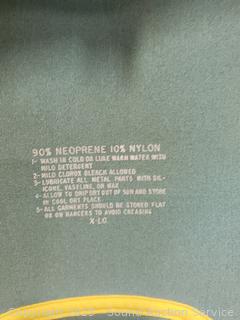 90% NEOPRENE 10% NYLON
1- WASH IN COLD OR LUKE WARM WATER WITH
MILD DETERGENT
2- MILD CLOROX BLEACH ALLOWED
3- LUBRICATE ALL METAL PARTS WITH SIL-
ICONE, VASELINE, OR WAX
4- ALLOW TO DRIP DRY OUT OF SUN AND STORE
IN COOL DRY PLACE
5- ALL GARMENTS SHOULD BE STORED FLAT
OR ON HANGERS TO AVOID CREASING
X-LG.